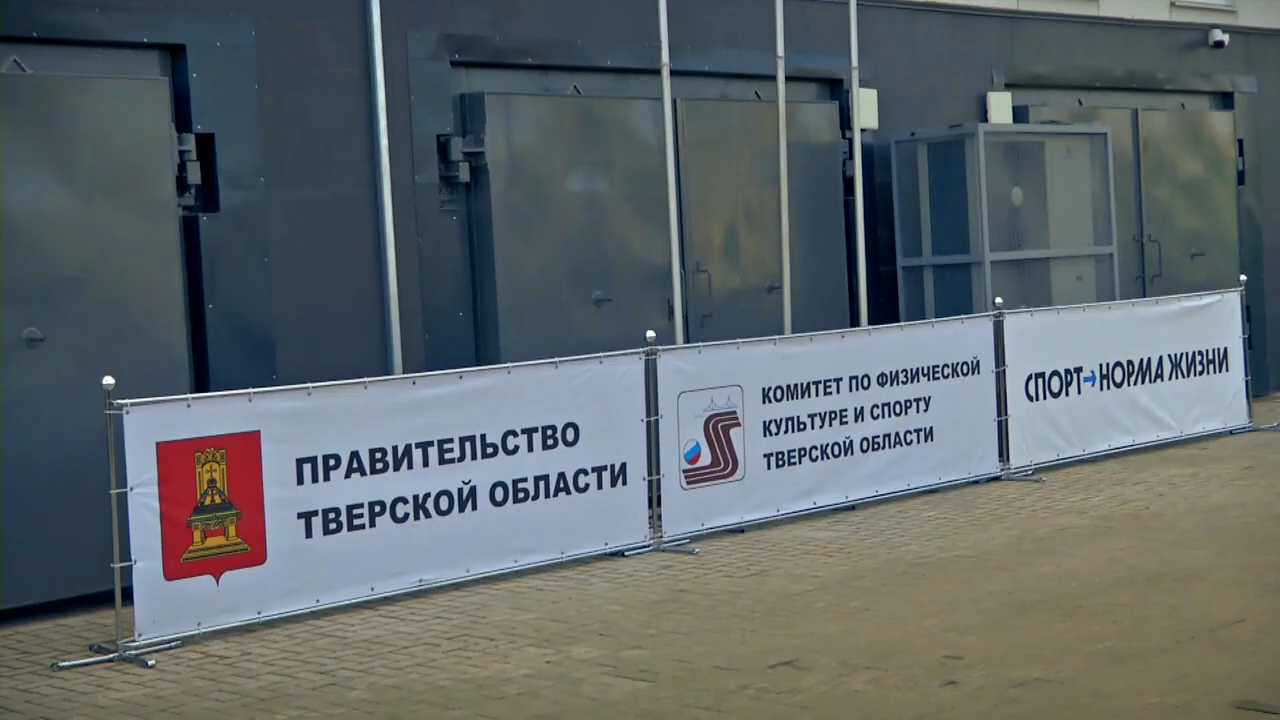 ПРАВИТЕЛЬСТВО
ТВЕРСКОЙ ОБЛАСТИ
КОМИТЕТ ПО ФИЗИЧЕСКОЙ
КУЛЬТУРЕ И СПОРТУ
ТВЕРСКОЙ ОБЛАСТИ
СПОРТ→НОРМА ЖИЗНИ